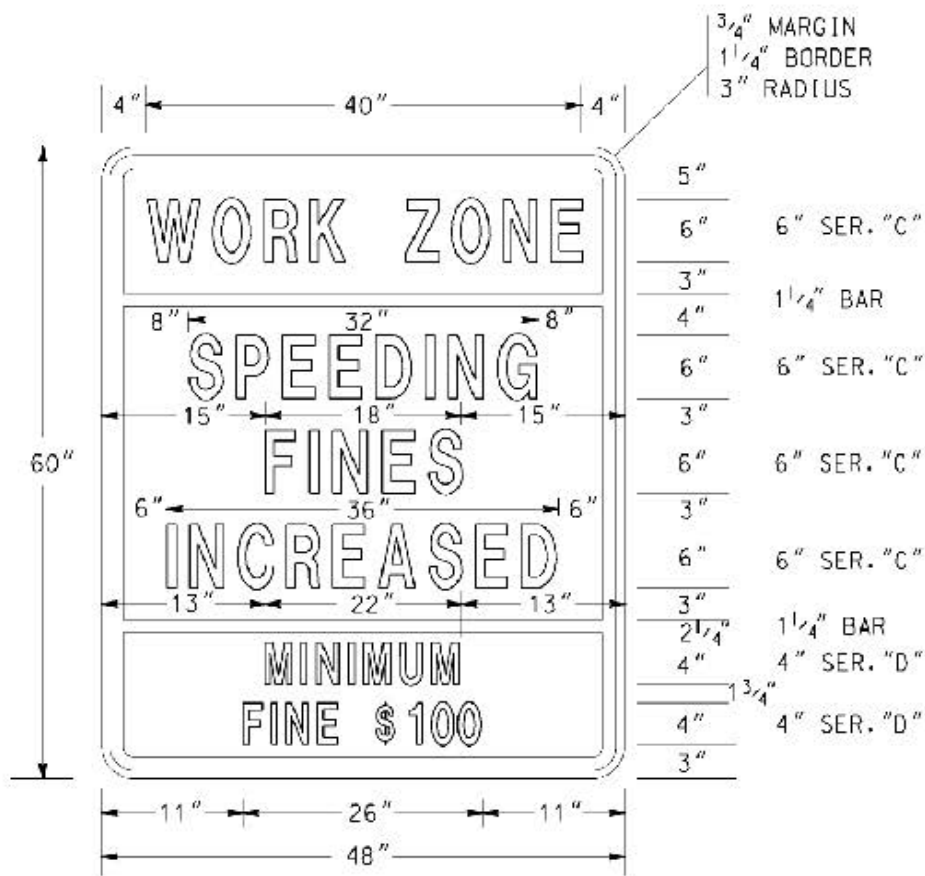 3/4" MARGIN
1 1/4" BORDER
3" RADIUS
4" 40" 4"
5"
WORK ZONE
6" 6" SER. "C"
3"
1 1/4" BAR
8" 32" 8"
4"
SPEEDING
6" 6" SER. "C"
15" 18" 15"
3"
FINES
60"
6" 6" SER. "C"
6" 36" 6"
3"
INCREASED
6" 6" SER. "C"
13" 22" 13"
3"
2 1/4" 1 1/4" BAR
MINIMUM
4" 4" SER. "D"
1 3/4"
FINE $100
4" 4" SER. "D"
3"
11" 26" 11"
48"